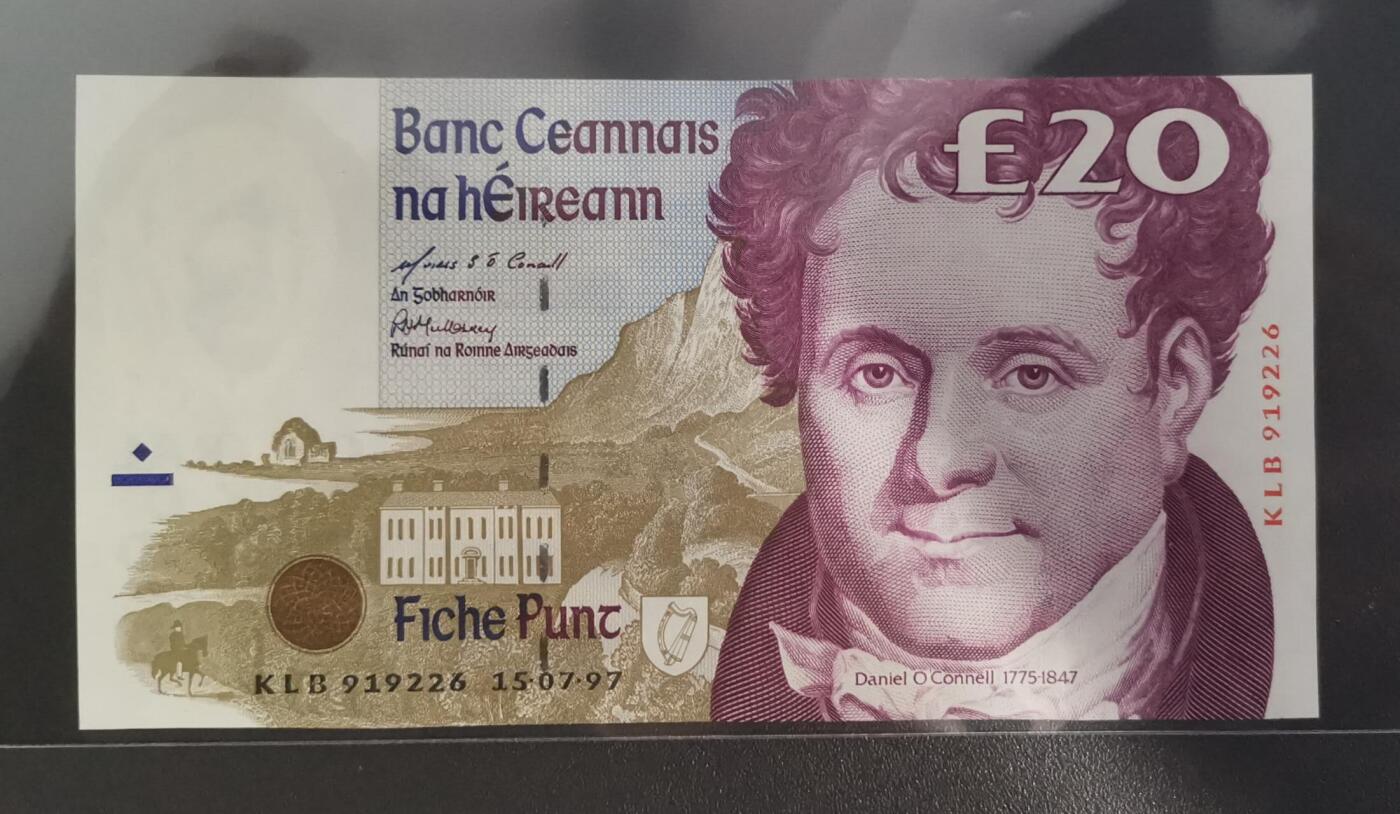 Banc Ceannais
na hÉireann
£20
An Gobharnóir
Rúnaí na Roinne Airgeadais
Fiche Punt
KLB 919226 15·07·97
Daniel O'Connell 1775-1847
KLB 919226